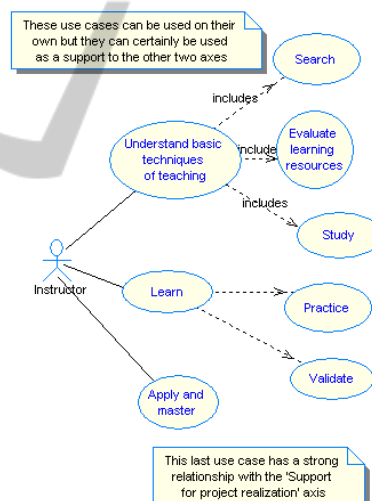 These use cases can be used on their
own but they can certainly be used
as a support to the other two axes
Search
includes
Understand basic
techniques
of teaching
include
Evaluate
learning
resources
includes
Study
Instructor
Learn
Practice
Validate
Apply and
master
This last use case has a strong
relationship with the 'Support
for project realization' axis